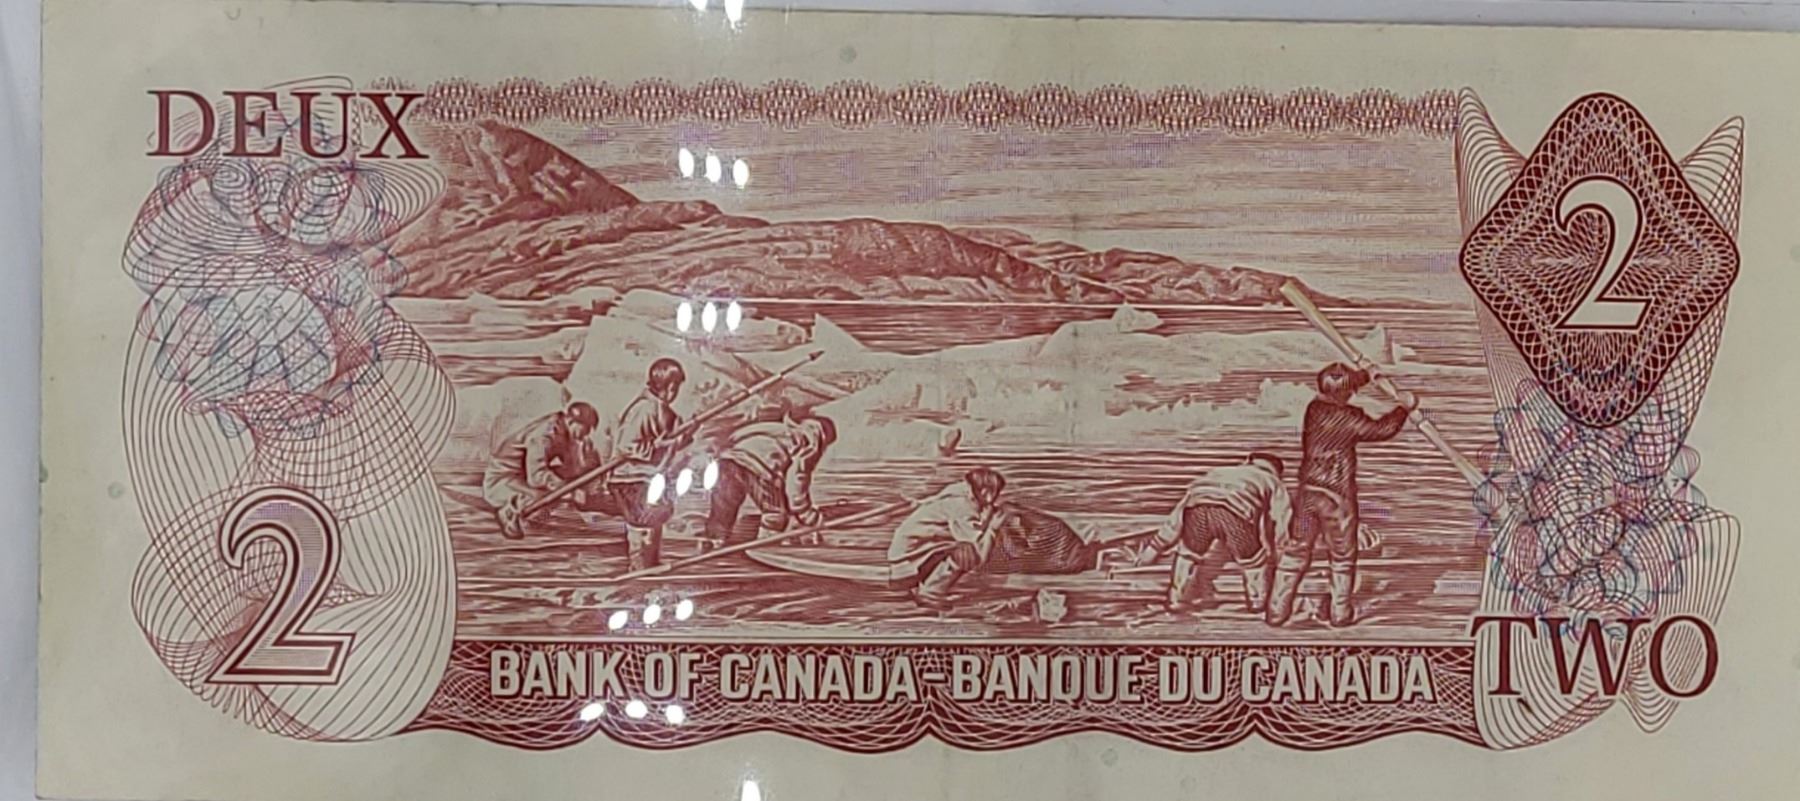 DEUX
2
2
BANK OF CANADA-BANQUE DU CANADA
TWO